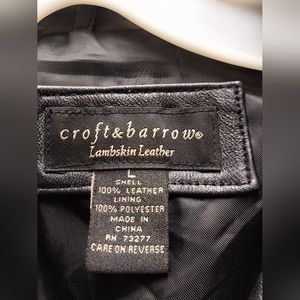 croft&barrow®
Lambskin Leather
L
SHELL
100% LEATHER
LINING
100% POLYESTER
MADE IN
CHINA
RN 73277
CARE ON REVERSE